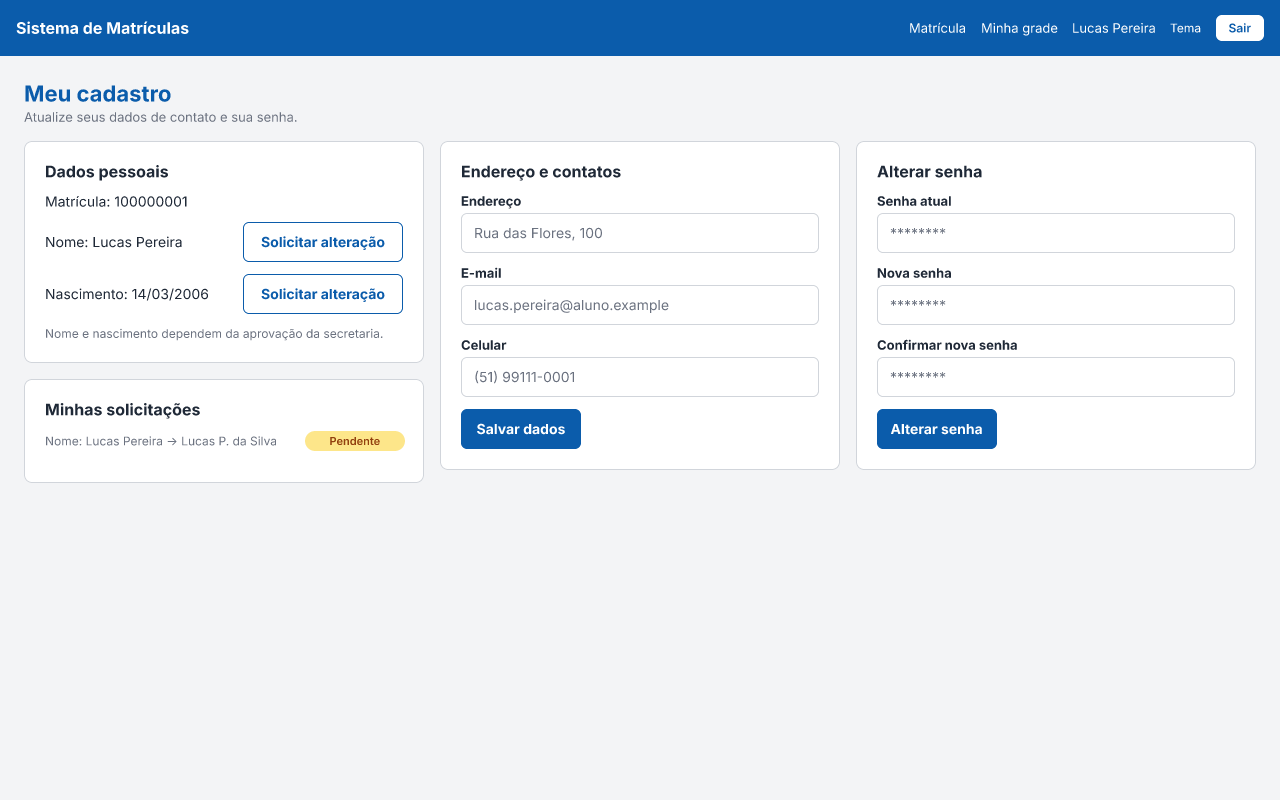 Sistema de Matrículas
Matrícula Minha grade Lucas Pereira Tema Sair
Meu cadastro
Atualize seus dados de contato e sua senha.
Dados pessoais
Matrícula: 100000001
Nome: Lucas Pereira Solicitar alteração
Nascimento: 14/03/2006 Solicitar alteração
Nome e nascimento dependem da aprovação da secretaria.
Minhas solicitações
Nome: Lucas Pereira → Lucas P. da Silva Pendente
Endereço e contatos
Endereço
Rua das Flores, 100
E-mail
lucas.pereira@aluno.example
Celular
(51) 99111-0001
Salvar dados
Alterar senha
Senha atual
********
Nova senha
********
Confirmar nova senha
********
Alterar senha